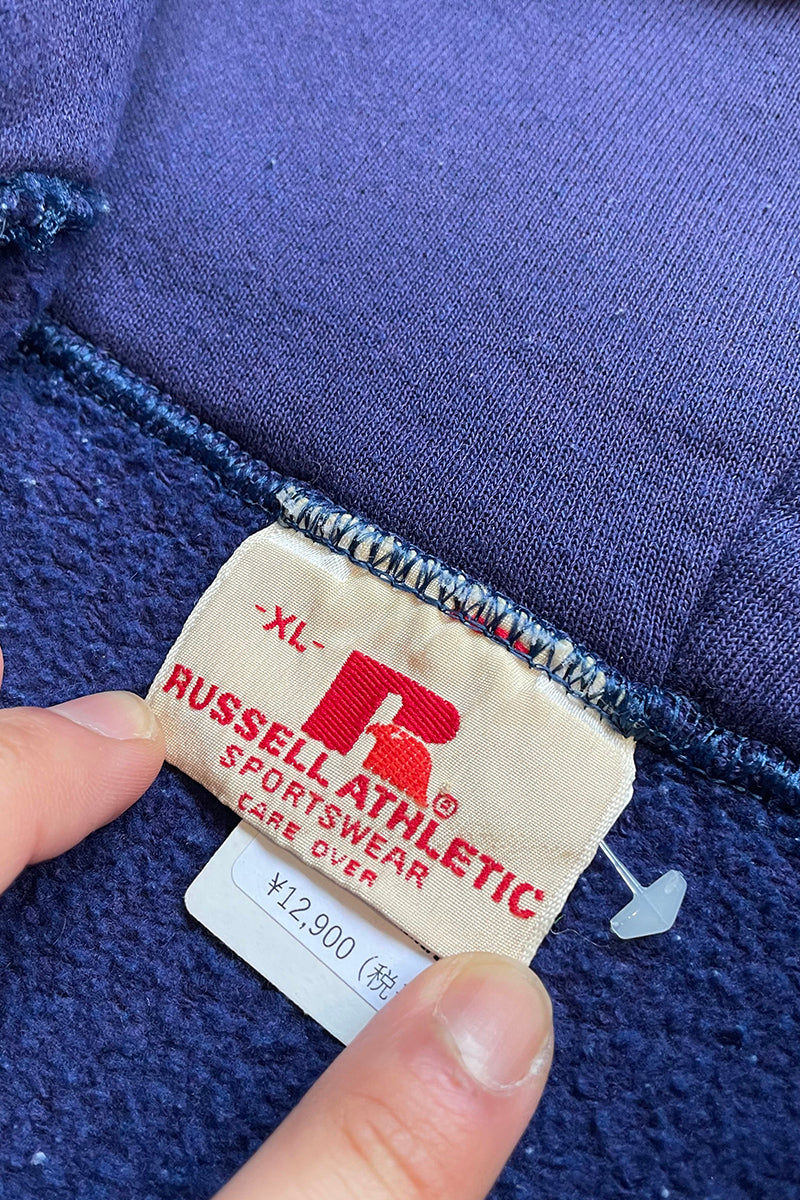 -XL-
R
RUSSELL ATHLETIC®
SPORTSWEAR
CARE OVER
¥12,900 (税